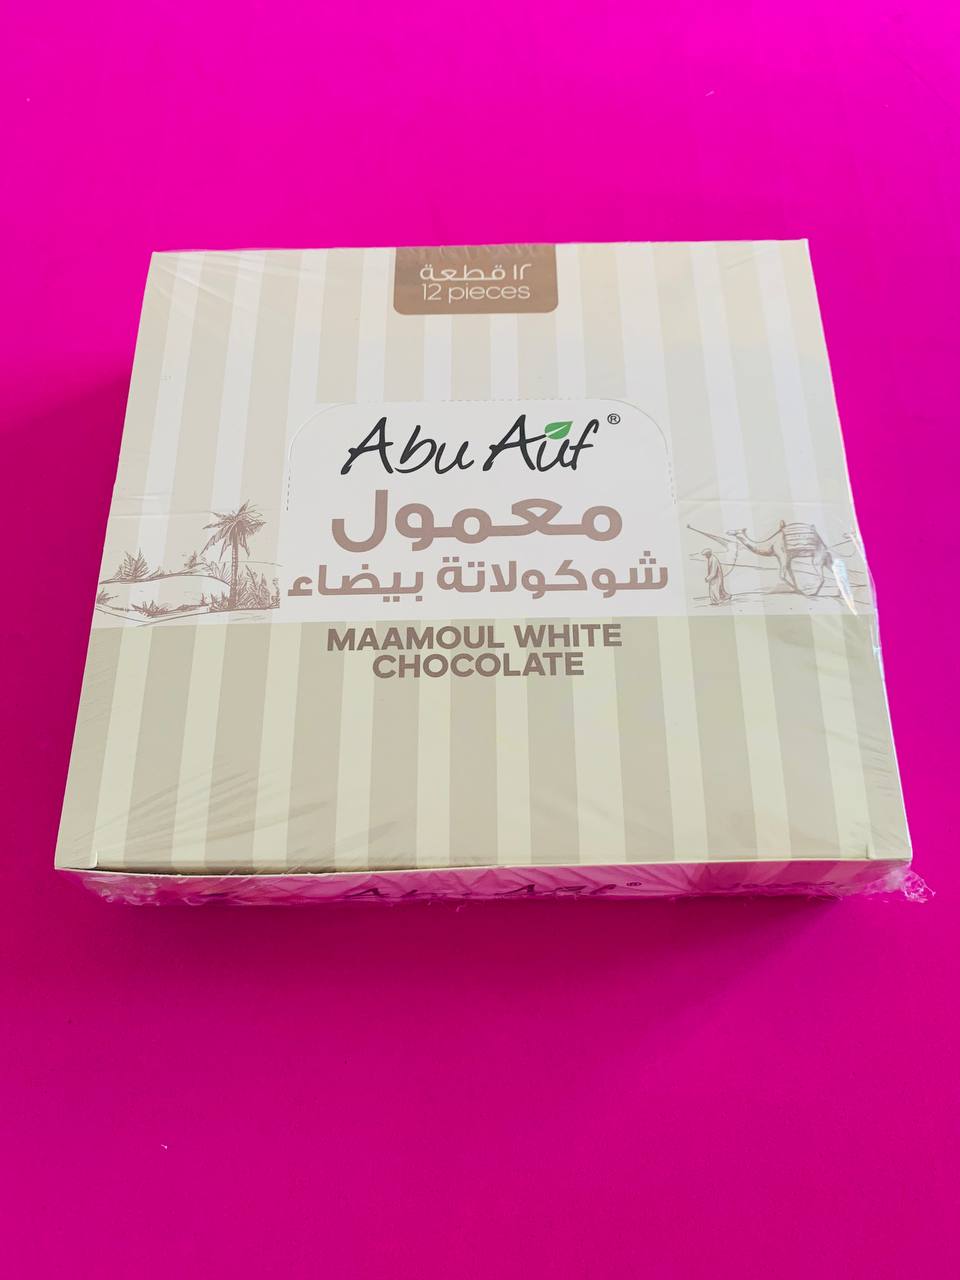 ١٢ قطعة
12 pieces
Abu Auf®
معمول
شوكولاتة بيضاء
MAAMOUL WHITE
CHOCOLATE
Abu Auf®